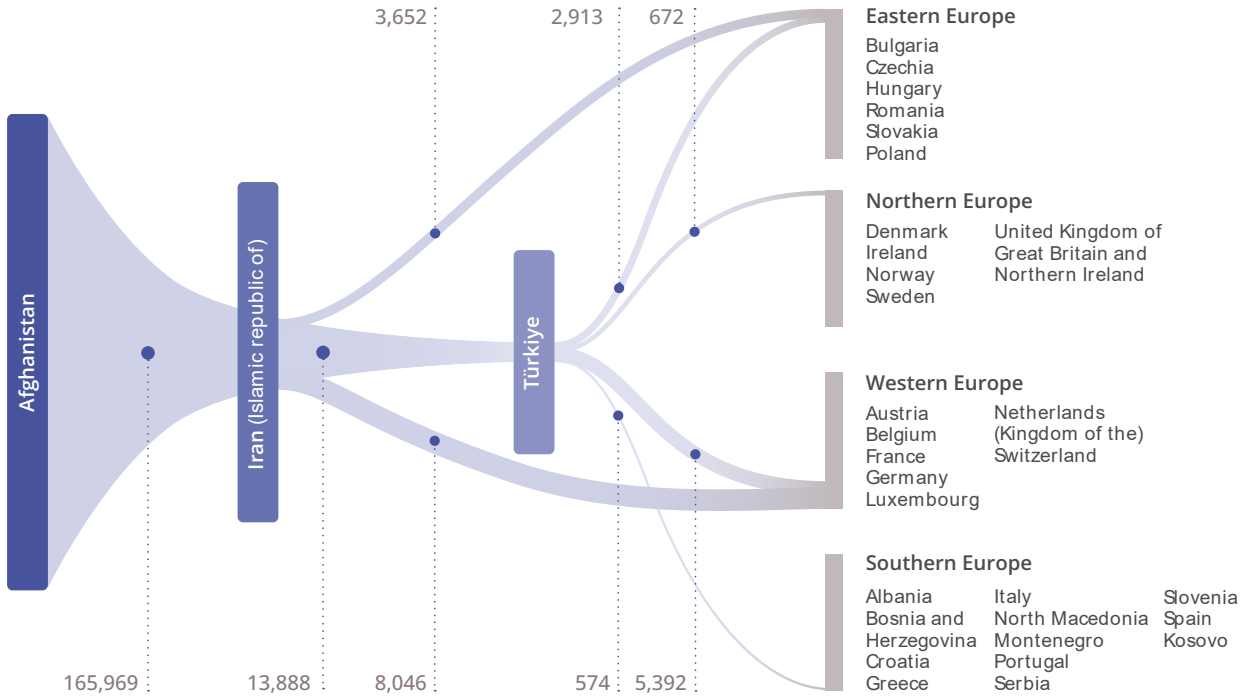 3,652
2,913
672
Afghanistan
Iran (Islamic republic of)
Türkiye
165,969
13,888
8,046
574
5,392
Eastern Europe
Bulgaria
Czechia
Hungary
Romania
Slovakia
Poland
Northern Europe
Denmark
Ireland
Norway
Sweden
United Kingdom of
Great Britain and
Northern Ireland
Western Europe
Austria
Belgium
France
Germany
Luxembourg
Netherlands
(Kingdom of the)
Switzerland
Southern Europe
Albania
Bosnia and
Herzegovina
Croatia
Greece
Italy
North Macedonia
Montenegro
Portugal
Serbia
Slovenia
Spain
Kosovo